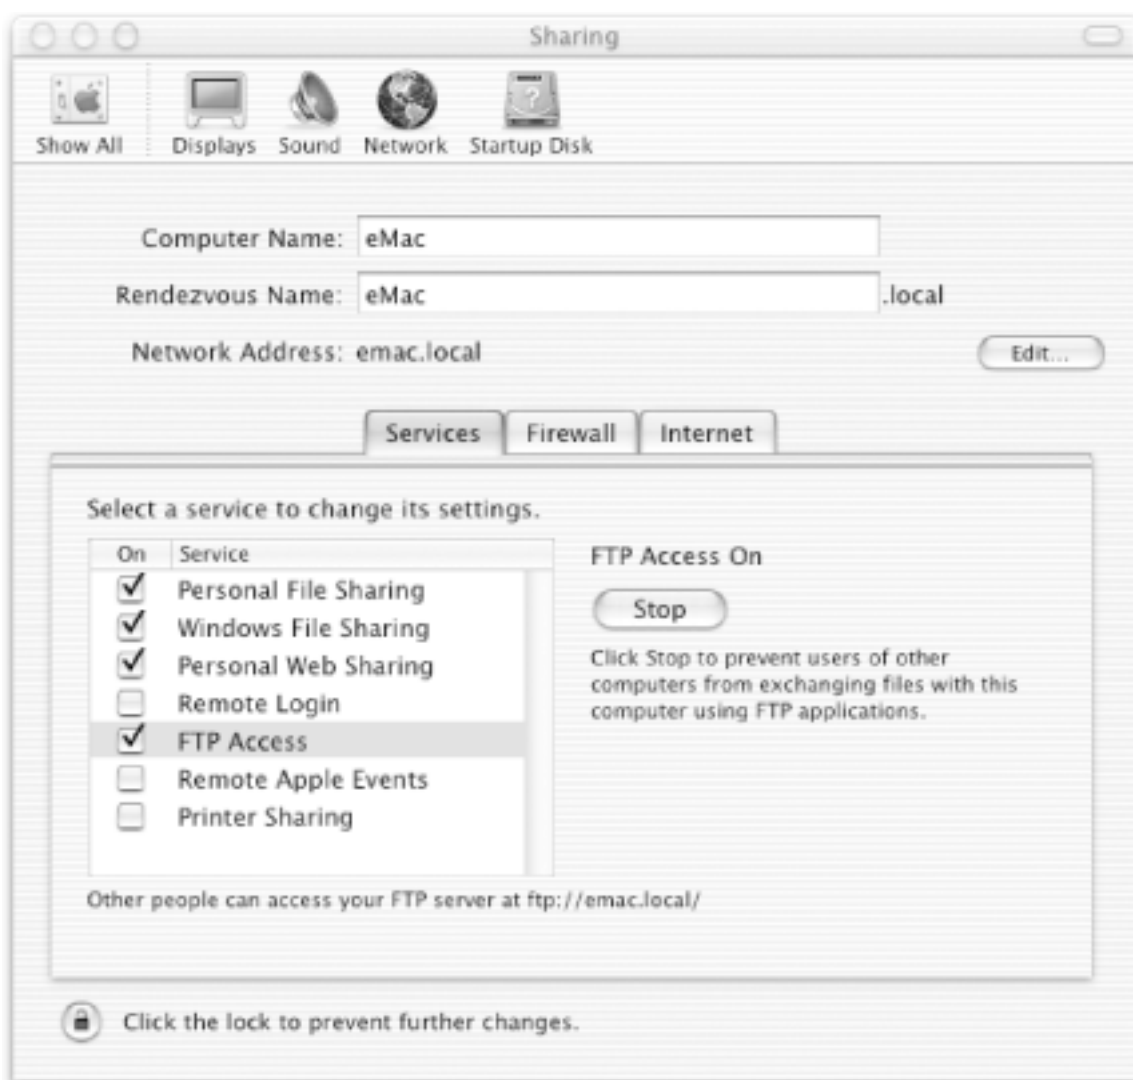 Sharing
Show All
Displays
Sound
Network
Startup Disk
Computer Name: eMac
Rendezvous Name: eMac .local
Network Address: emac.local
Edit...
Services
Firewall
Internet
Select a service to change its settings.
On Service
Personal File Sharing
Windows File Sharing
Personal Web Sharing
Remote Login
FTP Access
Remote Apple Events
Printer Sharing
FTP Access On
Stop
Click Stop to prevent users of other
computers from exchanging files with this
computer using FTP applications.
Other people can access your FTP server at ftp://emac.local/
Click the lock to prevent further changes.